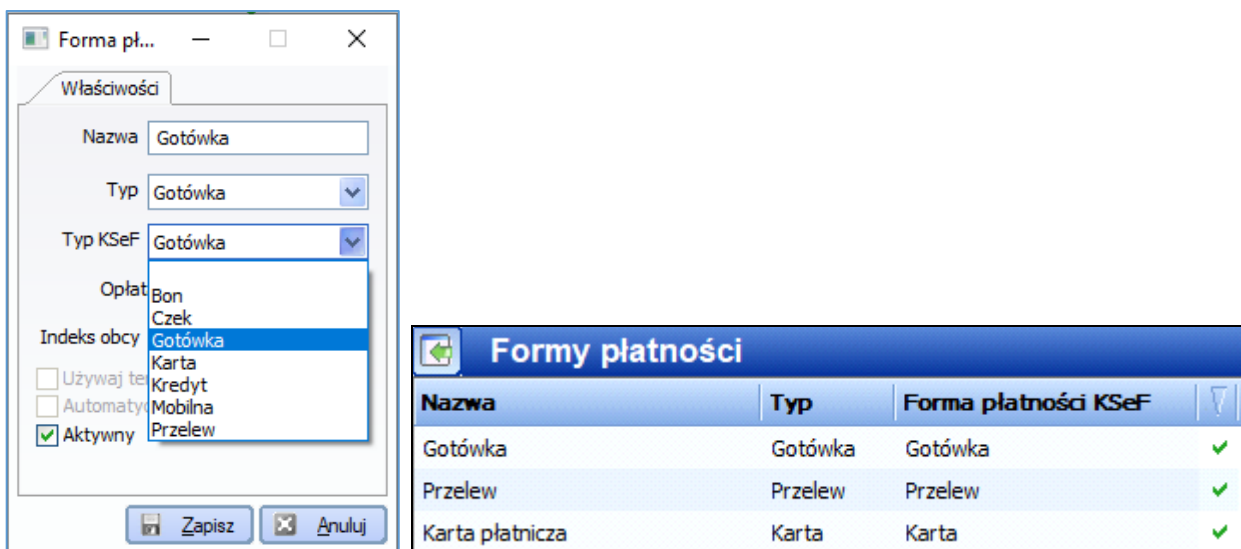 Forma pł...
Właściwości
Nazwa Gotówka
Typ Gotówka
Typ KSeF Gotówka
Opłat
Bon
Czek
Indeks obcy Gotówka
Karta
Używaj te
Kredyt
Automatyc
Mobilna
Aktywny Przelew
Zapisz Anuluj
Formy płatności
Nazwa Typ Forma płatności KSeF
Gotówka Gotówka Gotówka
Przelew Przelew Przelew
Karta płatnicza Karta Karta